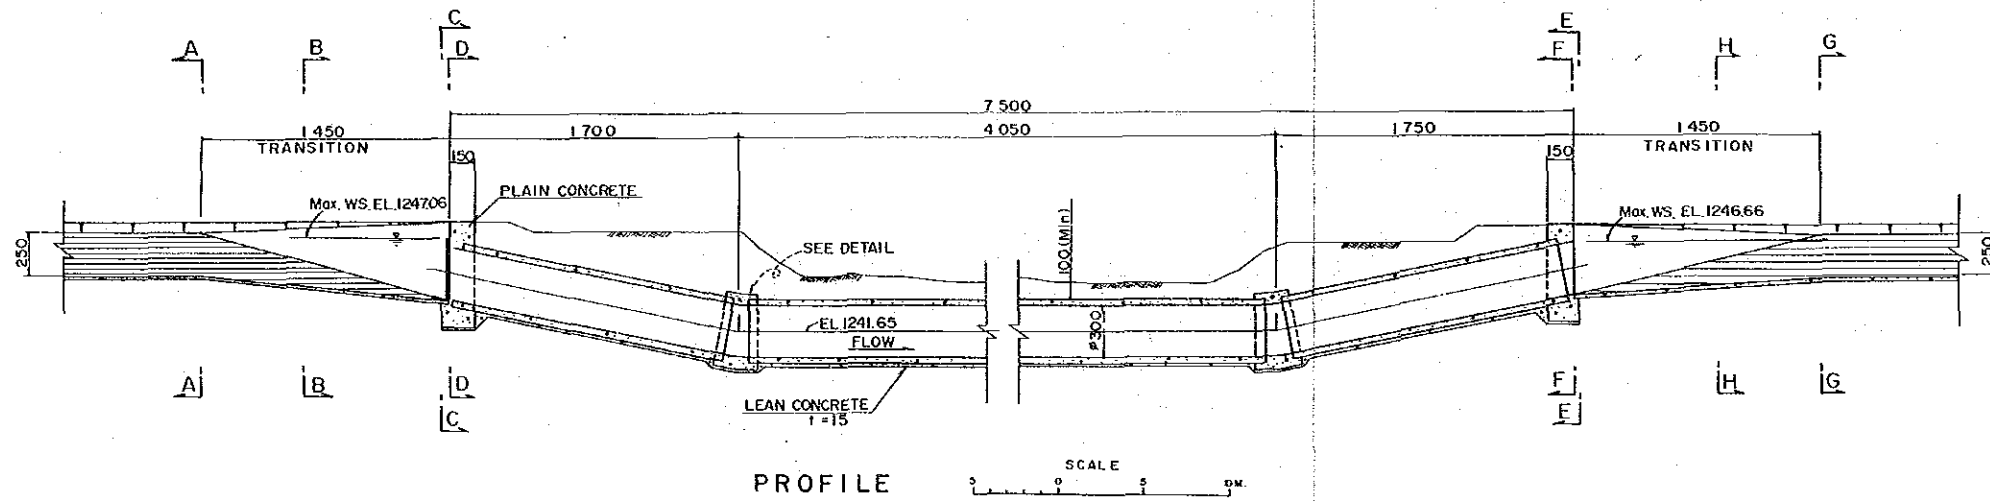 C
E
A
B
D
F
H
G
7 500
1 450
1 700
4 050
1 750
1 450
TRANSITION
TRANSITION
150
150
PLAIN CONCRETE
Max. WS. EL.1247.06
100(Min)
Max. WS. EL.1246.66
SEE DETAIL
250
250
EL.1241.65
FLOW
ø300
A
B
D
F
H
G
C
E
LEAN CONCRETE
t =15
PROFILE
SCALE
5 0 5